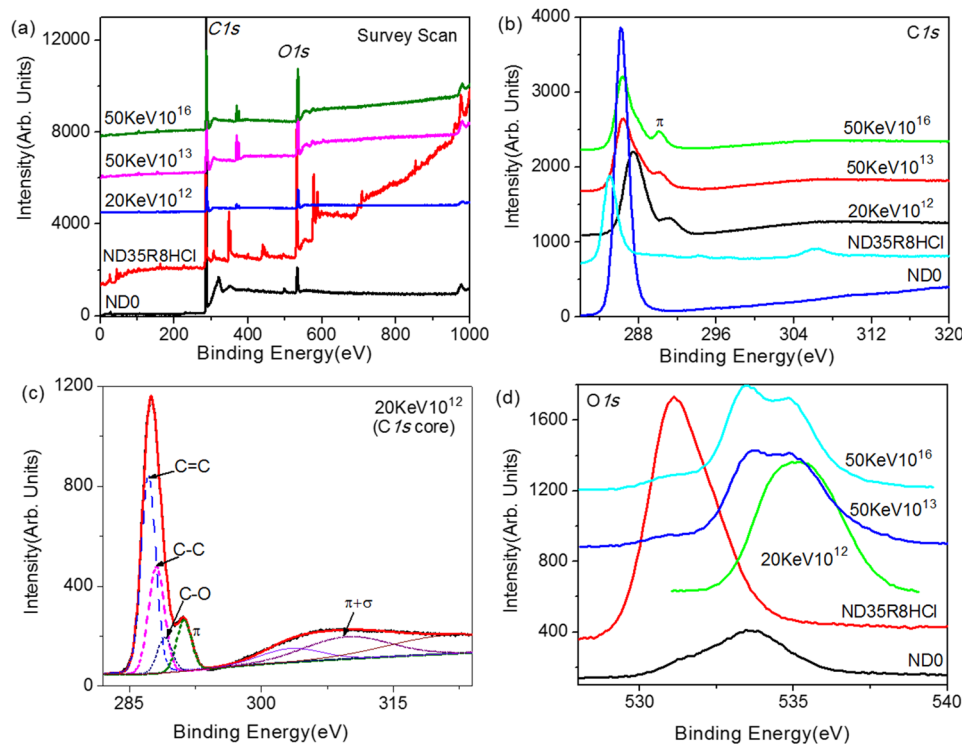 (a)
C1s
O1s
Survey Scan
12000
8000
4000
0
50KeV10¹⁶
50KeV10¹³
20KeV10¹²
ND35R8HCl
ND0
0 200 400 600 800 1000
Intensity(Arb. Units)
Binding Energy(eV)
(b)
C1s
4000
3000
2000
1000
0
π
50KeV10¹⁶
50KeV10¹³
20KeV10¹²
ND35R8HCl
ND0
288 296 304 312 320
Intensity(Arb. Units)
Binding Energy(eV)
(c)
20KeV10¹²
(C1s core)
1200
800
400
0
C=C
C-C
C-O
π
π+σ
285 300 315
Intensity(Arb. Units)
Binding Energy(eV)
(d)
O1s
1600
1200
800
400
50KeV10¹⁶
50KeV10¹³
20KeV10¹²
ND35R8HCl
ND0
530 535 540
Intensity(Arb. Units)
Binding Energy(eV)